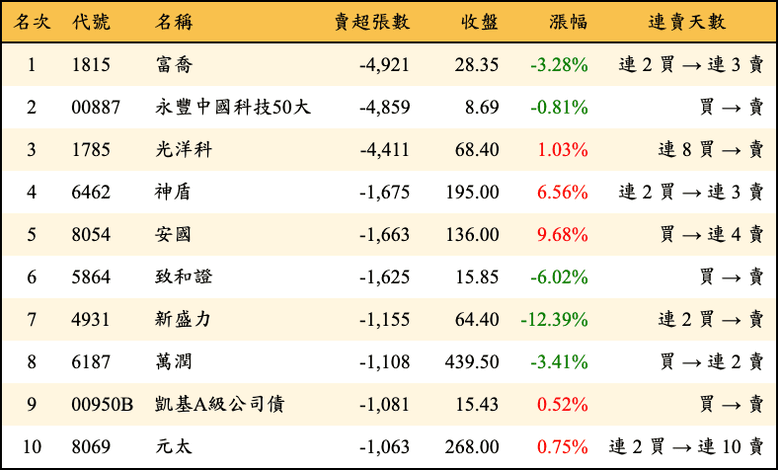 名次 代號 名稱 賣超張數 收盤 漲幅 連賣天數
1 1815 富喬 -4,921 28.35 -3.28% 連 2 買 → 連 3 賣
2 00887 永豐中國科技50大 -4,859 8.69 -0.81% 買 → 賣
3 1785 光洋科 -4,411 68.40 1.03% 連 8 買 → 賣
4 6462 神盾 -1,675 195.00 6.56% 連 2 買 → 連 3 賣
5 8054 安國 -1,663 136.00 9.68% 買 → 連 4 賣
6 5864 致和證 -1,625 15.85 -6.02% 買 → 賣
7 4931 新盛力 -1,155 64.40 -12.39% 連 2 買 → 賣
8 6187 萬潤 -1,108 439.50 -3.41% 買 → 連 2 賣
9 00950B 凱基A級公司債 -1,081 15.43 0.52% 買 → 賣
10 8069 元太 -1,063 268.00 0.75% 連 2 買 → 連 10 賣